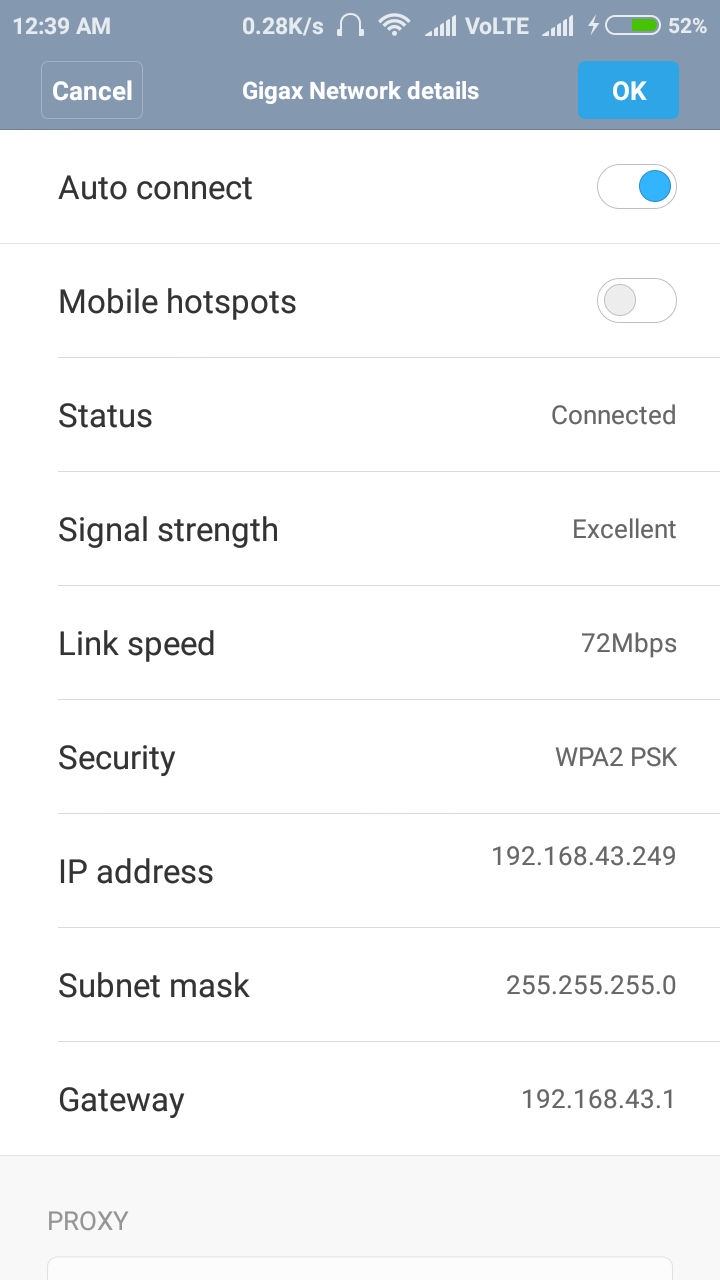 12:39 AM 0.28K/s VoLTE 52%
Cancel Gigax Network details OK
Auto connect
Mobile hotspots
Status Connected
Signal strength Excellent
Link speed 72Mbps
Security WPA2 PSK
IP address 192.168.43.249
Subnet mask 255.255.255.0
Gateway 192.168.43.1
PROXY